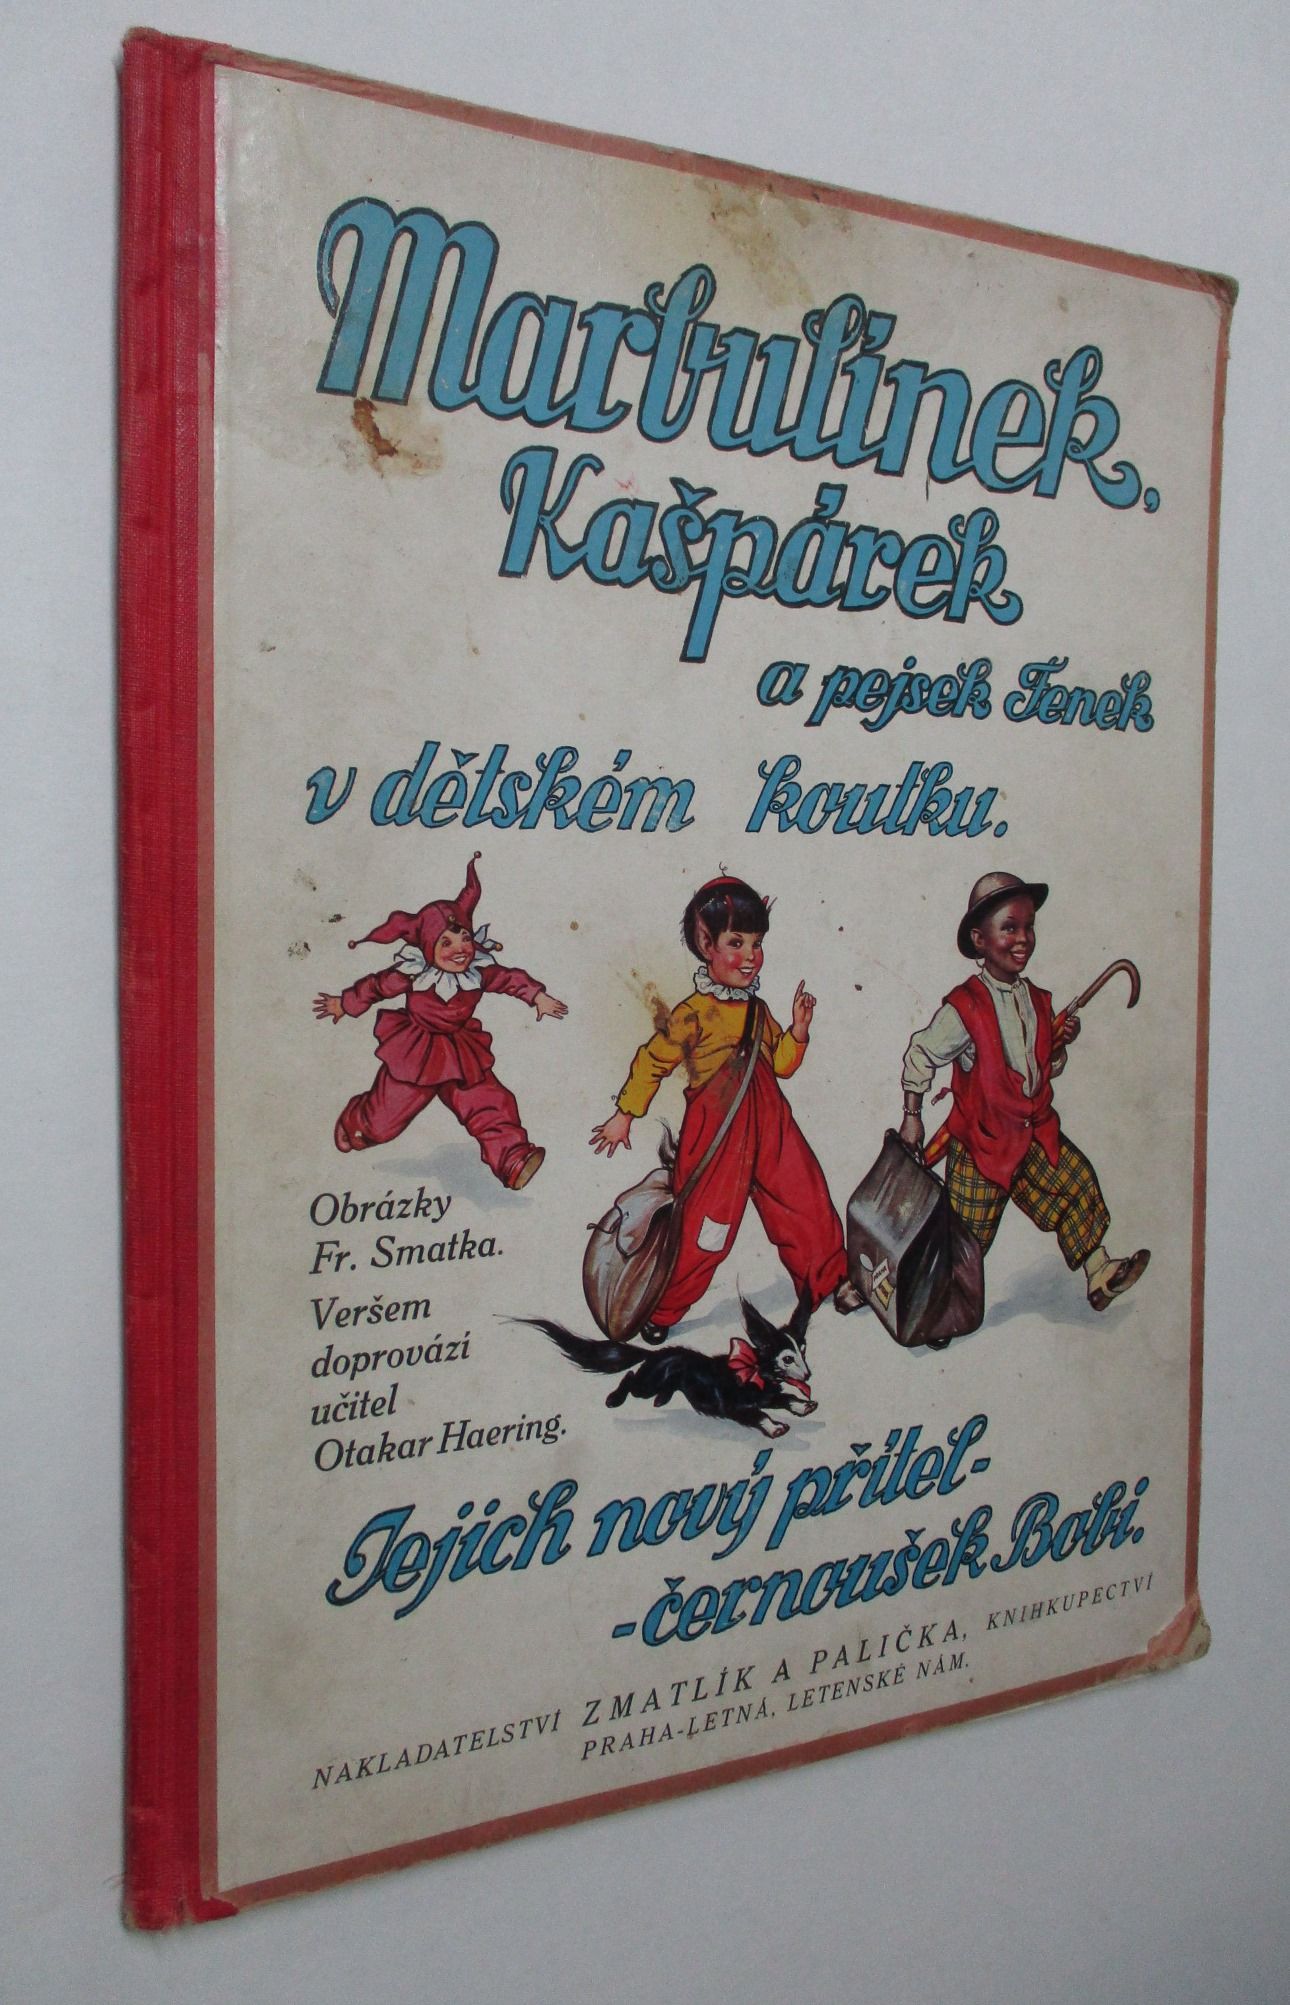 Marbulínek,
Kašpárek
a pejsek Fenek
v dětském koutku.
Obrázky
Fr. Smatka.
Veršem
doprovází
učitel
Otakar Haering.
Jejich nový přítel-
-černoušek Bobi.
NAKLADATELSTVÍ ZMATLÍK A PALIČKA, KNIHKUPECTVÍ
PRAHA-LETNÁ, LETENSKÉ NÁM.